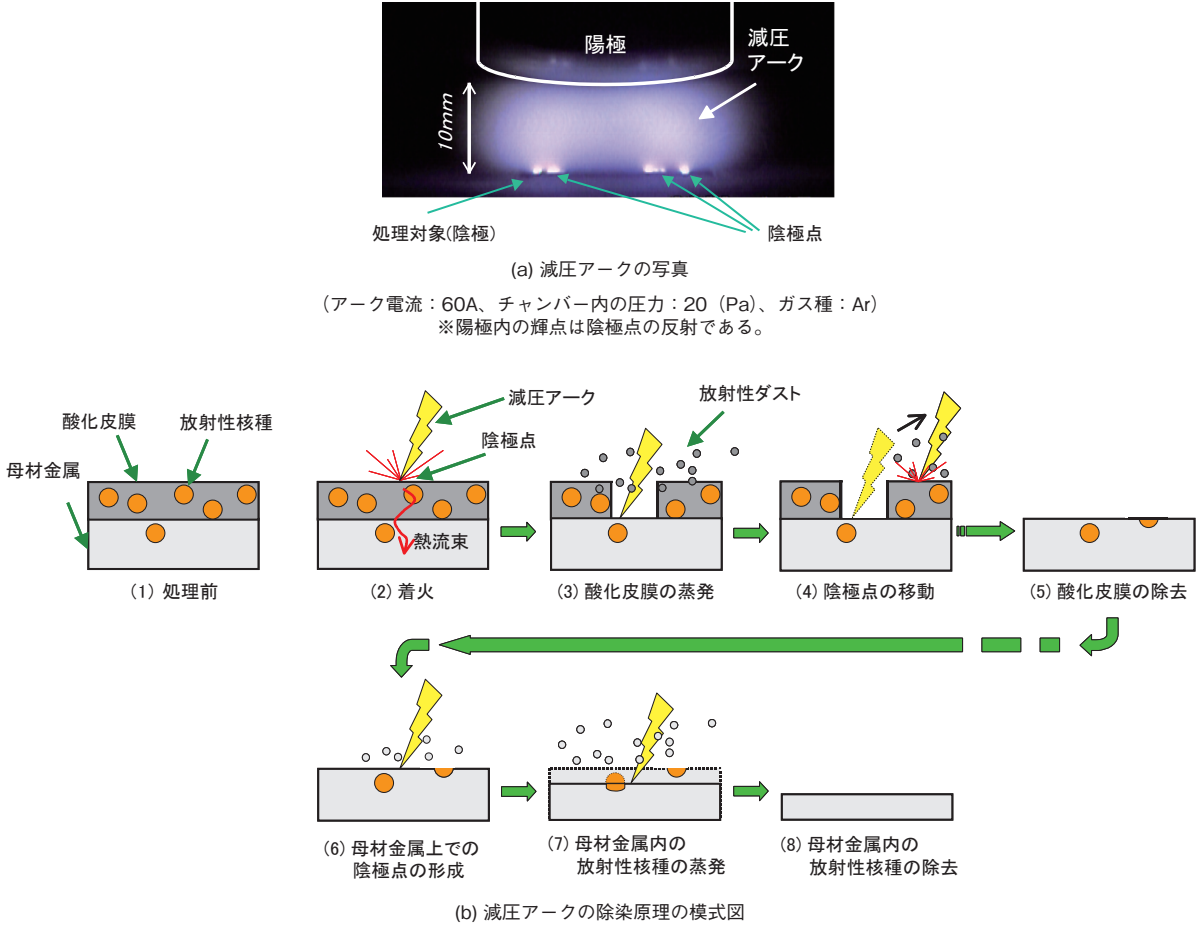 陽極
減圧
アーク
10mm
処理対象(陰極)
陰極点
(a) 減圧アークの写真
(アーク電流:60A、チャンバー内の圧力:20(Pa)、ガス種:Ar)
※陽極内の輝点は陰極点の反射である。
酸化皮膜
放射性核種
母材金属
(1) 処理前
減圧アーク
陰極点
熱流束
(2) 着火
放射性ダスト
(3) 酸化皮膜の蒸発
(4) 陰極点の移動
(5) 酸化皮膜の除去
(6) 母材金属上での
陰極点の形成
(7) 母材金属内の
放射性核種の蒸発
(8) 母材金属内の
放射性核種の除去
(b) 減圧アークの除染原理の模式図